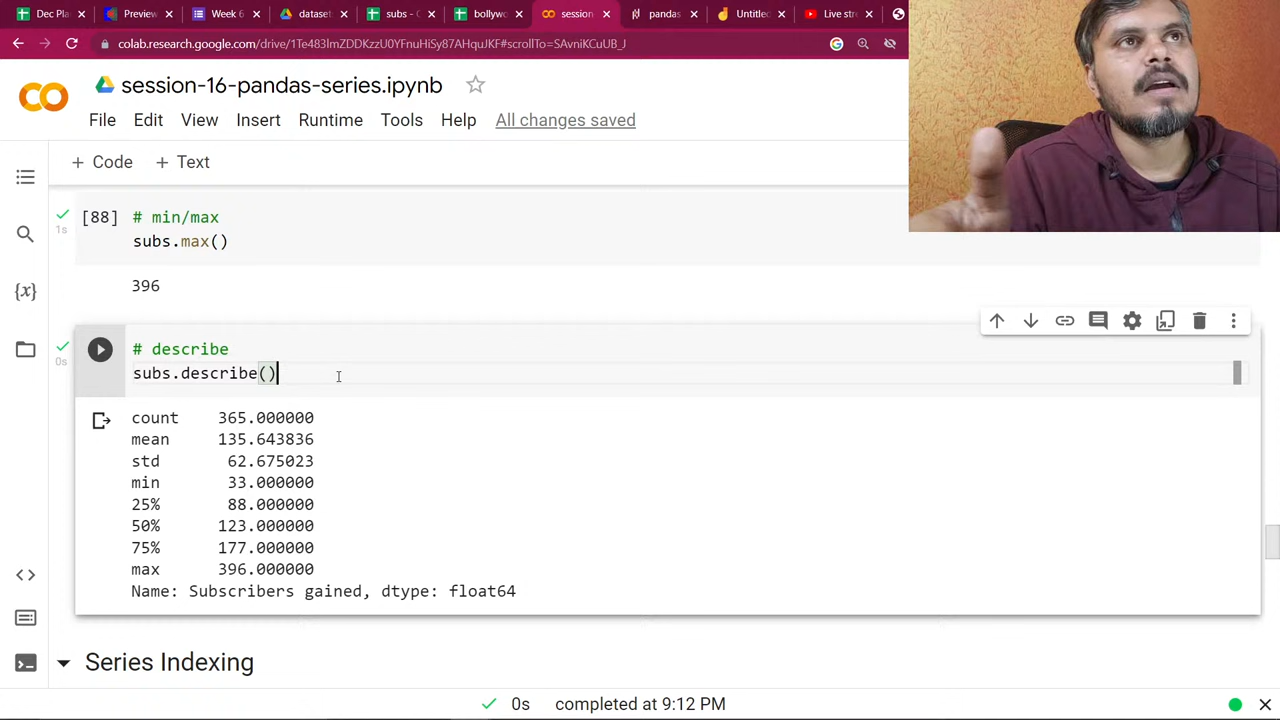 Dec Pla
Preview
Week 6
dataset
subs - G
bollywo
session
pandas
Untitled
Live stre
colab.research.google.com/drive/1Te483lmZDDKzzU0YFnuHiSy87AHquJKF#scrollTo=SAvniKCuUB_J
session-16-pandas-series.ipynb
File Edit View Insert Runtime Tools Help All changes saved
+ Code + Text
[88] # min/max
1s
subs.max()
396
# describe
0s
subs.describe()
count 365.000000
mean 135.643836
std 62.675023
min 33.000000
25% 88.000000
50% 123.000000
75% 177.000000
max 396.000000
Name: Subscribers gained, dtype: float64
Series Indexing
0s completed at 9:12 PM